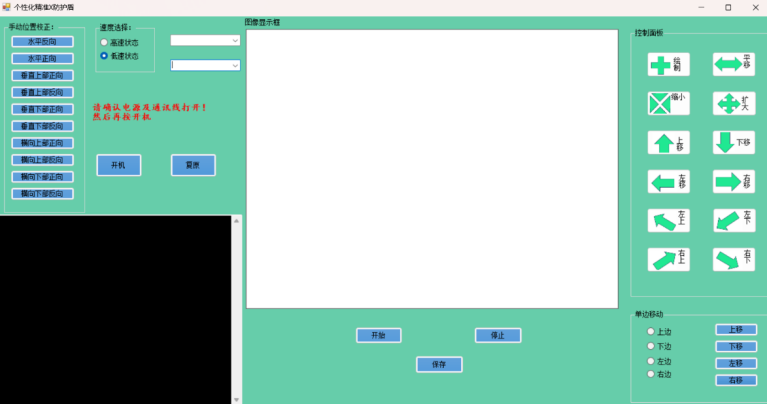 个性化精准X防护盾
手动位置校正：
水平反向
水平正向
垂直上部正向
垂直上部反向
垂直下部正向
垂直下部反向
横向上部正向
横向上部反向
横向下部正向
横向下部反向
速度选择：
高速状态
低速状态
请确认电源及通讯线打开！
然后再按开机
开机
复原
图像显示框
开始
停止
保存
控制面板
绘制
平移
缩小
扩大
上移
下移
左移
右移
左上
左下
右上
右下
单边移动
上边
下边
左边
右边
上移
下移
左移
右移